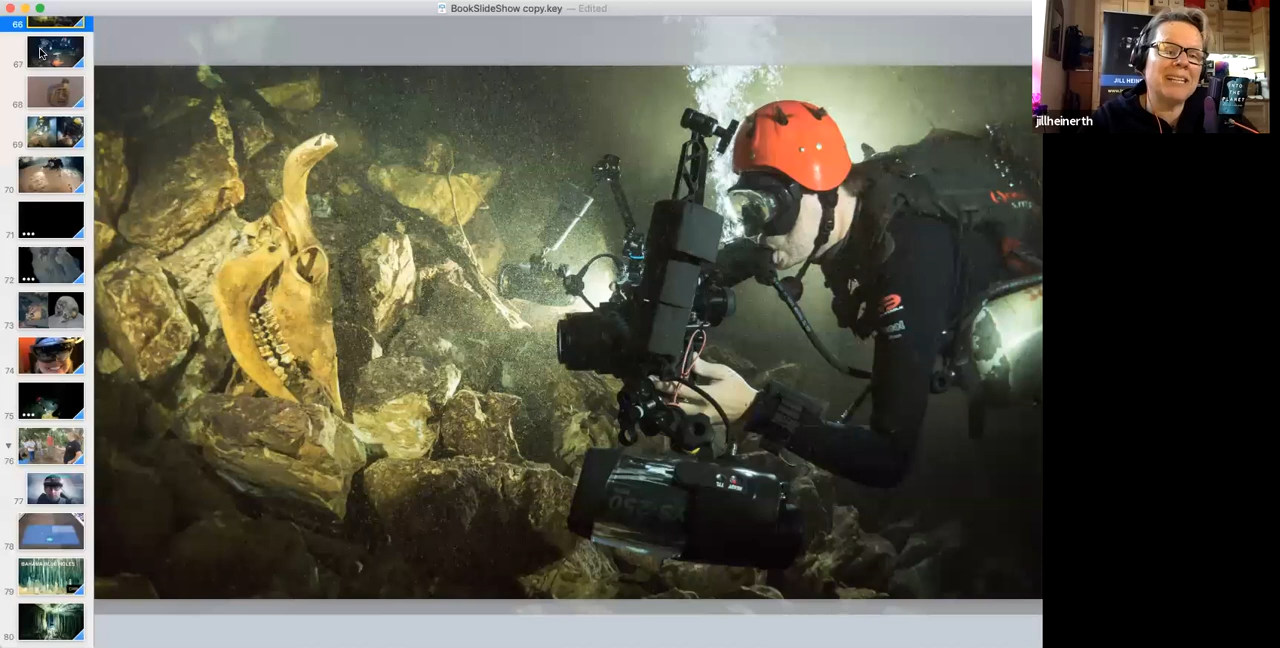 BookSlideShow copy.key — Edited
66
67
68
69
70
71
72
73
74
75
76
77
78
79
80
BAHAMA BLUE HOLES
JILL HEIN
INTO
THE
PLANET
jillheinerth